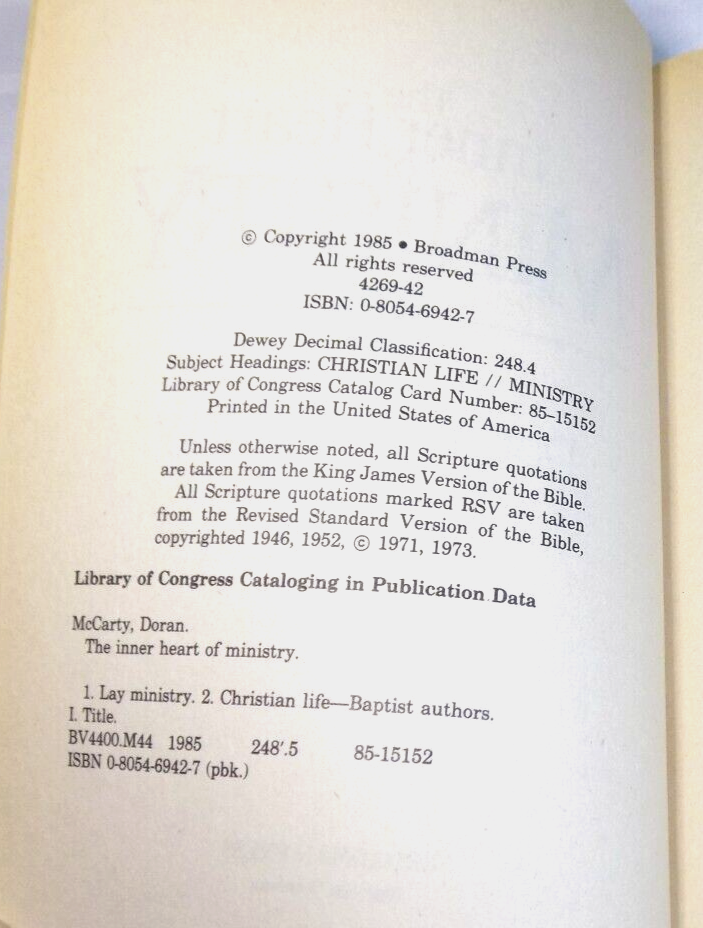 © Copyright 1985 • Broadman Press
All rights reserved
4269-42
ISBN: 0-8054-6942-7
Dewey Decimal Classification: 248.4
Subject Headings: CHRISTIAN LIFE // MINISTRY
Library of Congress Catalog Card Number: 85-15152
Printed in the United States of America
Unless otherwise noted, all Scripture quotations
are taken from the King James Version of the Bible.
All Scripture quotations marked RSV are taken
from the Revised Standard Version of the Bible,
copyrighted 1946, 1952, © 1971, 1973.
Library of Congress Cataloging in Publication Data
McCarty, Doran.
The inner heart of ministry.
1. Lay ministry. 2. Christian life—Baptist authors.
I. Title.
BV4400.M44 1985 248'.5 85-15152
ISBN 0-8054-6942-7 (pbk.)